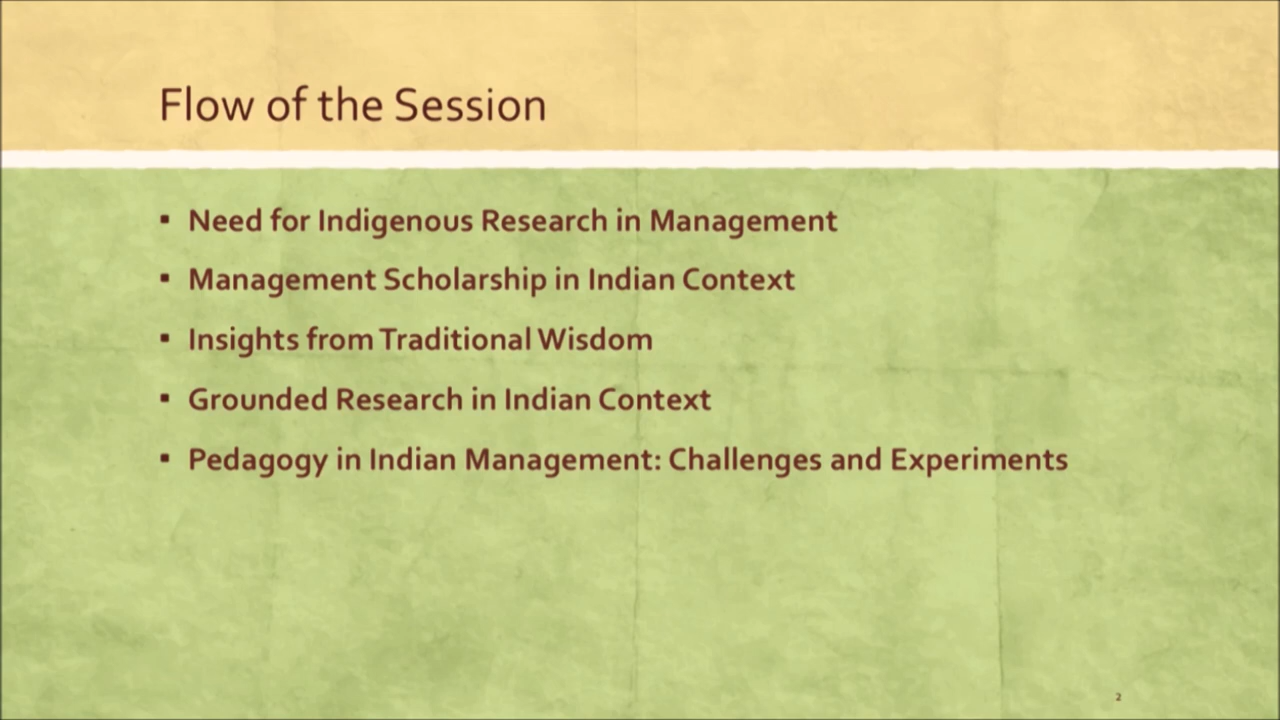 Flow of the Session
▪ Need for Indigenous Research in Management
▪ Management Scholarship in Indian Context
▪ Insights from Traditional Wisdom
▪ Grounded Research in Indian Context
▪ Pedagogy in Indian Management: Challenges and Experiments
2